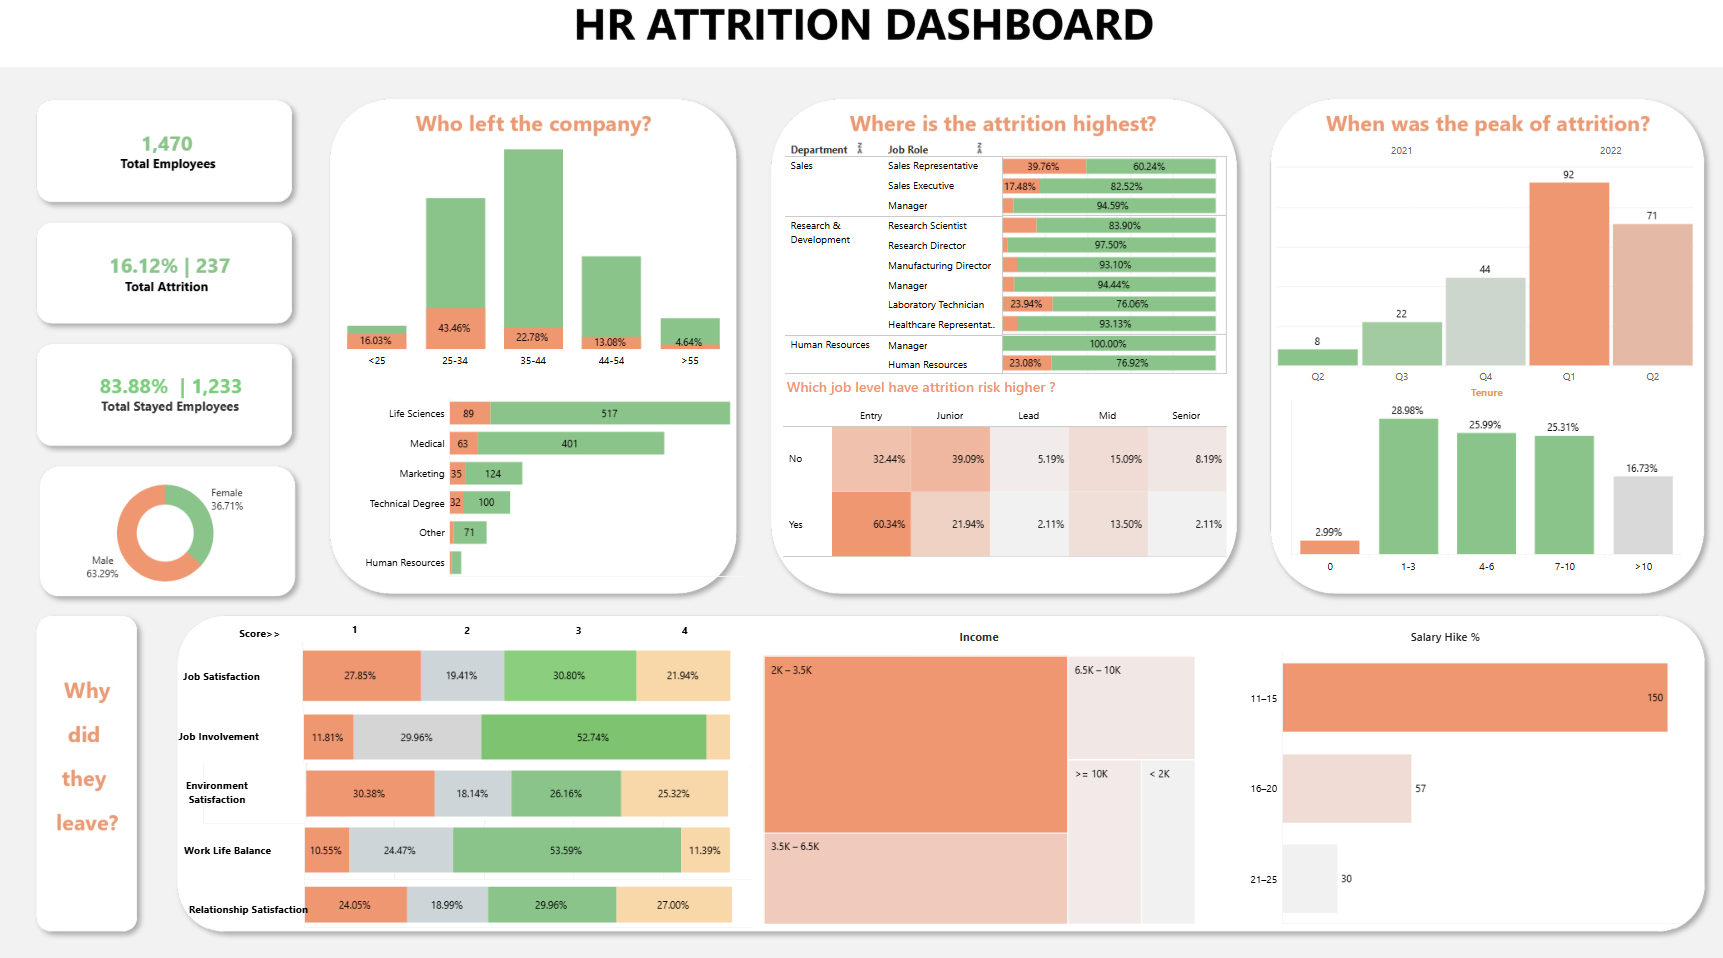 HR ATTRITION DASHBOARD
1,470
Total Employees
16.12% | 237
Total Attrition
83.88% | 1,233
Total Stayed Employees
Female
36.71%
Male
63.29%
Who left the company?
16.03%
43.46%
22.78%
13.08%
4.64%
<25
25-34
35-44
44-54
>55
Life Sciences 89 517
Medical 63 401
Marketing 35 124
Technical Degree 32 100
Other 71
Human Resources
Where is the attrition highest?
Department Job Role
Sales Sales Representative 39.76% 60.24%
Sales Executive 17.48% 82.52%
Manager 94.59%
Research & Development Research Scientist 83.90%
Research Director 97.50%
Manufacturing Director 93.10%
Manager 94.44%
Laboratory Technician 23.94% 76.06%
Healthcare Representat.. 93.13%
Human Resources Manager 100.00%
Human Resources 23.08% 76.92%
Which job level have attrition risk higher ?
Entry Junior Lead Mid Senior
No 32.44% 39.09% 5.19% 15.09% 8.19%
Yes 60.34% 21.94% 2.11% 13.50% 2.11%
When was the peak of attrition?
2021 2022
8 22 44 92 71
Q2 Q3 Q4 Q1 Q2
Tenure
2.99% 28.98% 25.99% 25.31% 16.73%
0 1-3 4-6 7-10 >10
Why
did
they
leave?
Score>> 1 2 3 4
Job Satisfaction 27.85% 19.41% 30.80% 21.94%
Job Involvement 11.81% 29.96% 52.74%
Environment
Satisfaction 30.38% 18.14% 26.16% 25.32%
Work Life Balance 10.55% 24.47% 53.59% 11.39%
Relationship Satisfaction 24.05% 18.99% 29.96% 27.00%
Income
2K – 3.5K
6.5K – 10K
3.5K – 6.5K
>= 10K
< 2K
Salary Hike %
11–15 150
16–20 57
21–25 30